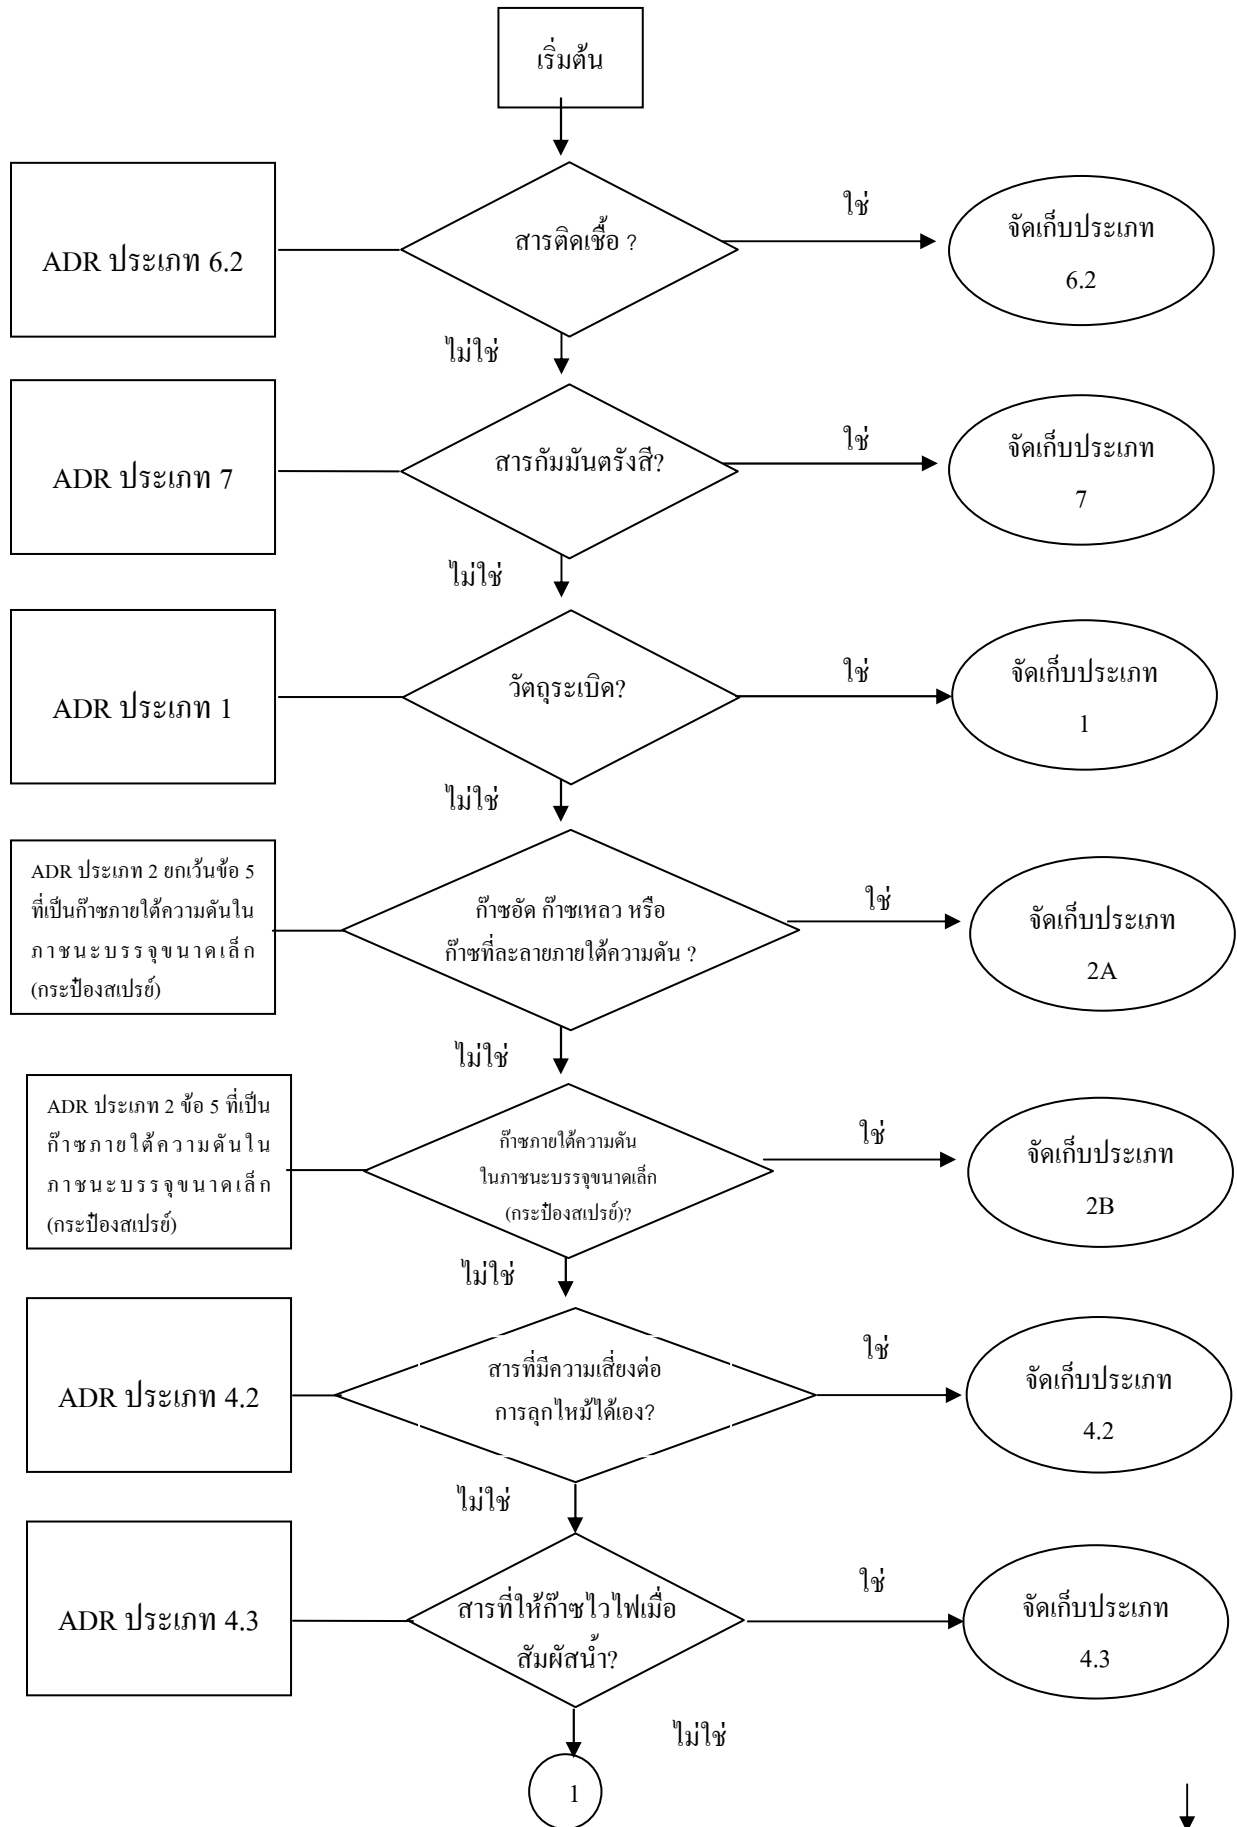 เริ่มต้น
ADR ประเภท 6.2
สารติดเชื้อ ?
ใช่
จัดเก็บประเภท
6.2
ไม่ใช่
ADR ประเภท 7
สารกัมมันตรังสี?
ใช่
จัดเก็บประเภท
7
ไม่ใช่
ADR ประเภท 1
วัตถุระเบิด?
ใช่
จัดเก็บประเภท
1
ไม่ใช่
ADR ประเภท 2 ยกเว้นข้อ 5
ที่เป็นก๊าซภายใต้ความดันใน
ภาชนะบรรจุขนาดเล็ก
(กระป๋องสเปรย์)
ก๊าซอัด ก๊าซเหลว หรือ
ก๊าซที่ละลายภายใต้ความดัน ?
ใช่
จัดเก็บประเภท
2A
ไม่ใช่
ADR ประเภท 2 ข้อ 5 ที่เป็น
ก๊าซภายใต้ความดันใน
ภาชนะบรรจุขนาดเล็ก
(กระป๋องสเปรย์)
ก๊าซภายใต้ความดัน
ในภาชนะบรรจุขนาดเล็ก
(กระป๋องสเปรย์)?
ใช่
จัดเก็บประเภท
2B
ไม่ใช่
ADR ประเภท 4.2
สารที่มีความเสี่ยงต่อ
การลุกไหม้ได้เอง?
ใช่
จัดเก็บประเภท
4.2
ไม่ใช่
ADR ประเภท 4.3
สารที่ให้ก๊าซไวไฟเมื่อ
สัมผัสน้ำ?
ใช่
จัดเก็บประเภท
4.3
ไม่ใช่
1